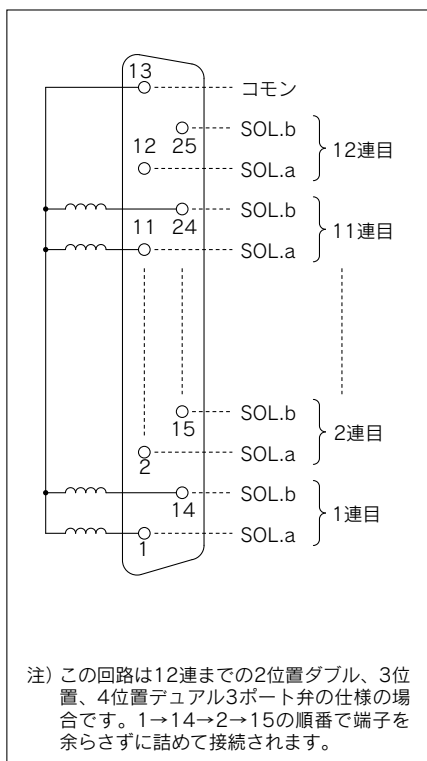 13
コモン
SOL.b
12 25
12連目
SOL.a
SOL.b
11 24
11連目
SOL.a
SOL.b
15
2連目
SOL.a
2
SOL.b
14
1連目
SOL.a
1
注) この回路は12連までの2位置ダブル、3位
置、4位置デュアル3ポート弁の仕様の場
合です。1→14→2→15の順番で端子を
余らさずに詰めて接続されます。